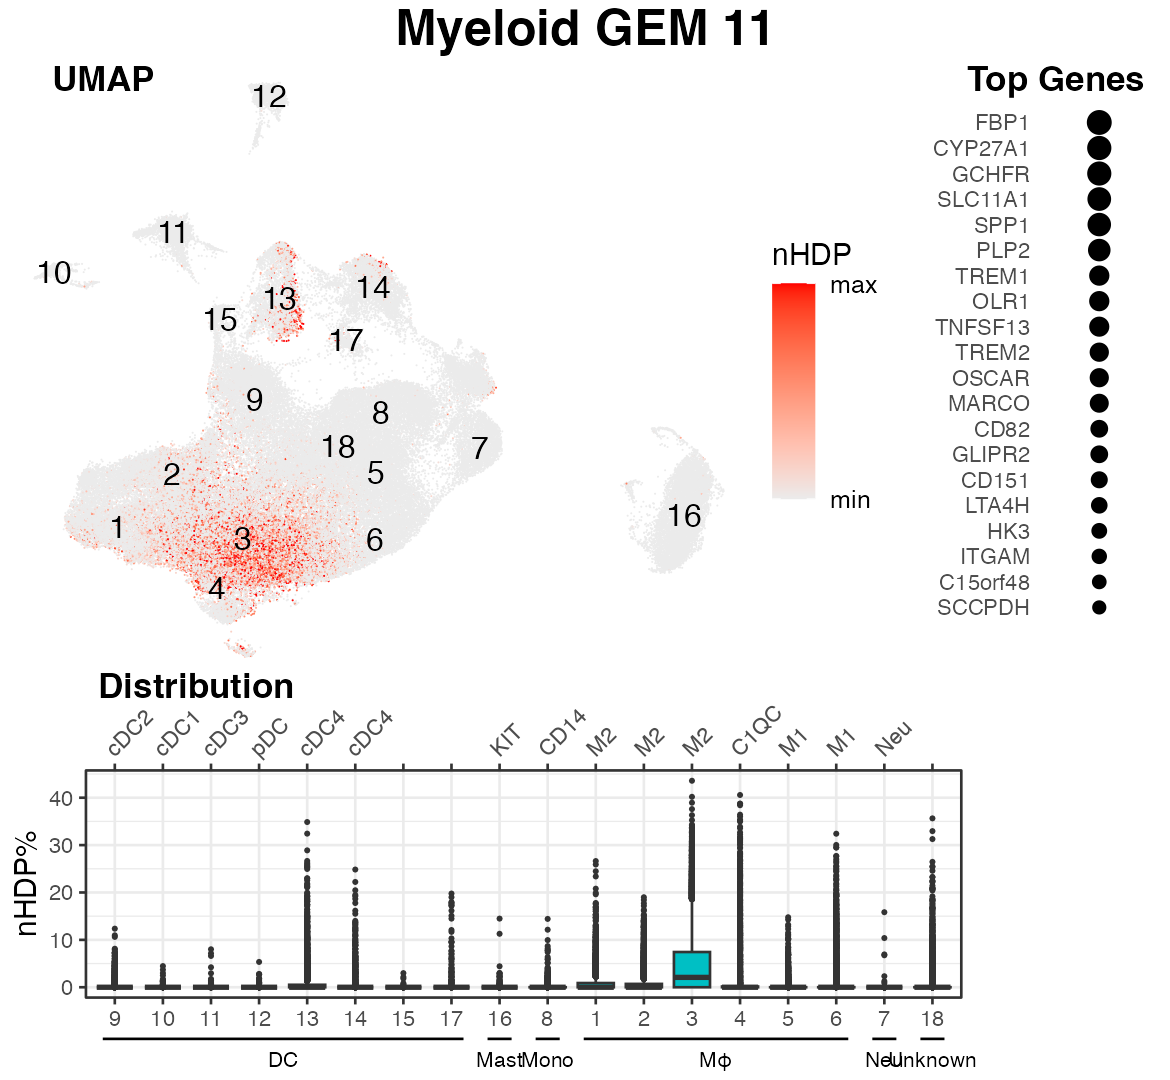 Myeloid GEM 11
UMAP
12
11
10
13
14
15
17
9
8
18
7
2
5
1
3
6
4
16
nHDP
max
min
Top Genes
FBP1
CYP27A1
GCHFR
SLC11A1
SPP1
PLP2
TREM1
OLR1
TNFSF13
TREM2
OSCAR
MARCO
CD82
GLIPR2
CD151
LTA4H
HK3
ITGAM
C15orf48
SCCPDH
Distribution
cDC2 cDC1 cDC3 pDC cDC4 cDC4 KIT CD14 M2 M2 M2 C1QC M1 M1 Neu
nHDP%
40
30
20
10
0
9 10 11 12 13 14 15 17 16 8 1 2 3 4 5 6 7 18
DC Mast Mono Mφ Neu Unknown